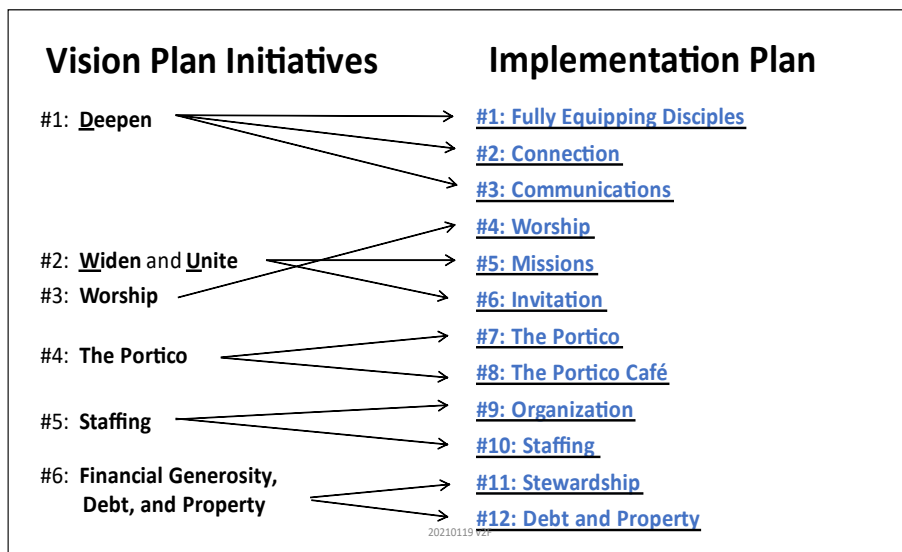 Vision Plan Initiatives
#1: Deepen
#2: Widen and Unite
#3: Worship
#4: The Portico
#5: Staffing
#6: Financial Generosity,
Debt, and Property
Implementation Plan
#1: Fully Equipping Disciples
#2: Connection
#3: Communications
#4: Worship
#5: Missions
#6: Invitation
#7: The Portico
#8: The Portico Café
#9: Organization
#10: Staffing
#11: Stewardship
#12: Debt and Property
20210119 v2F